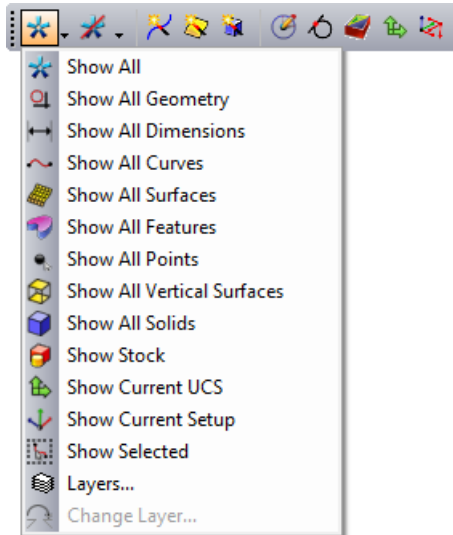 Show All
Show All Geometry
Show All Dimensions
Show All Curves
Show All Surfaces
Show All Features
Show All Points
Show All Vertical Surfaces
Show All Solids
Show Stock
Show Current UCS
Show Current Setup
Show Selected
Layers...
Change Layer...